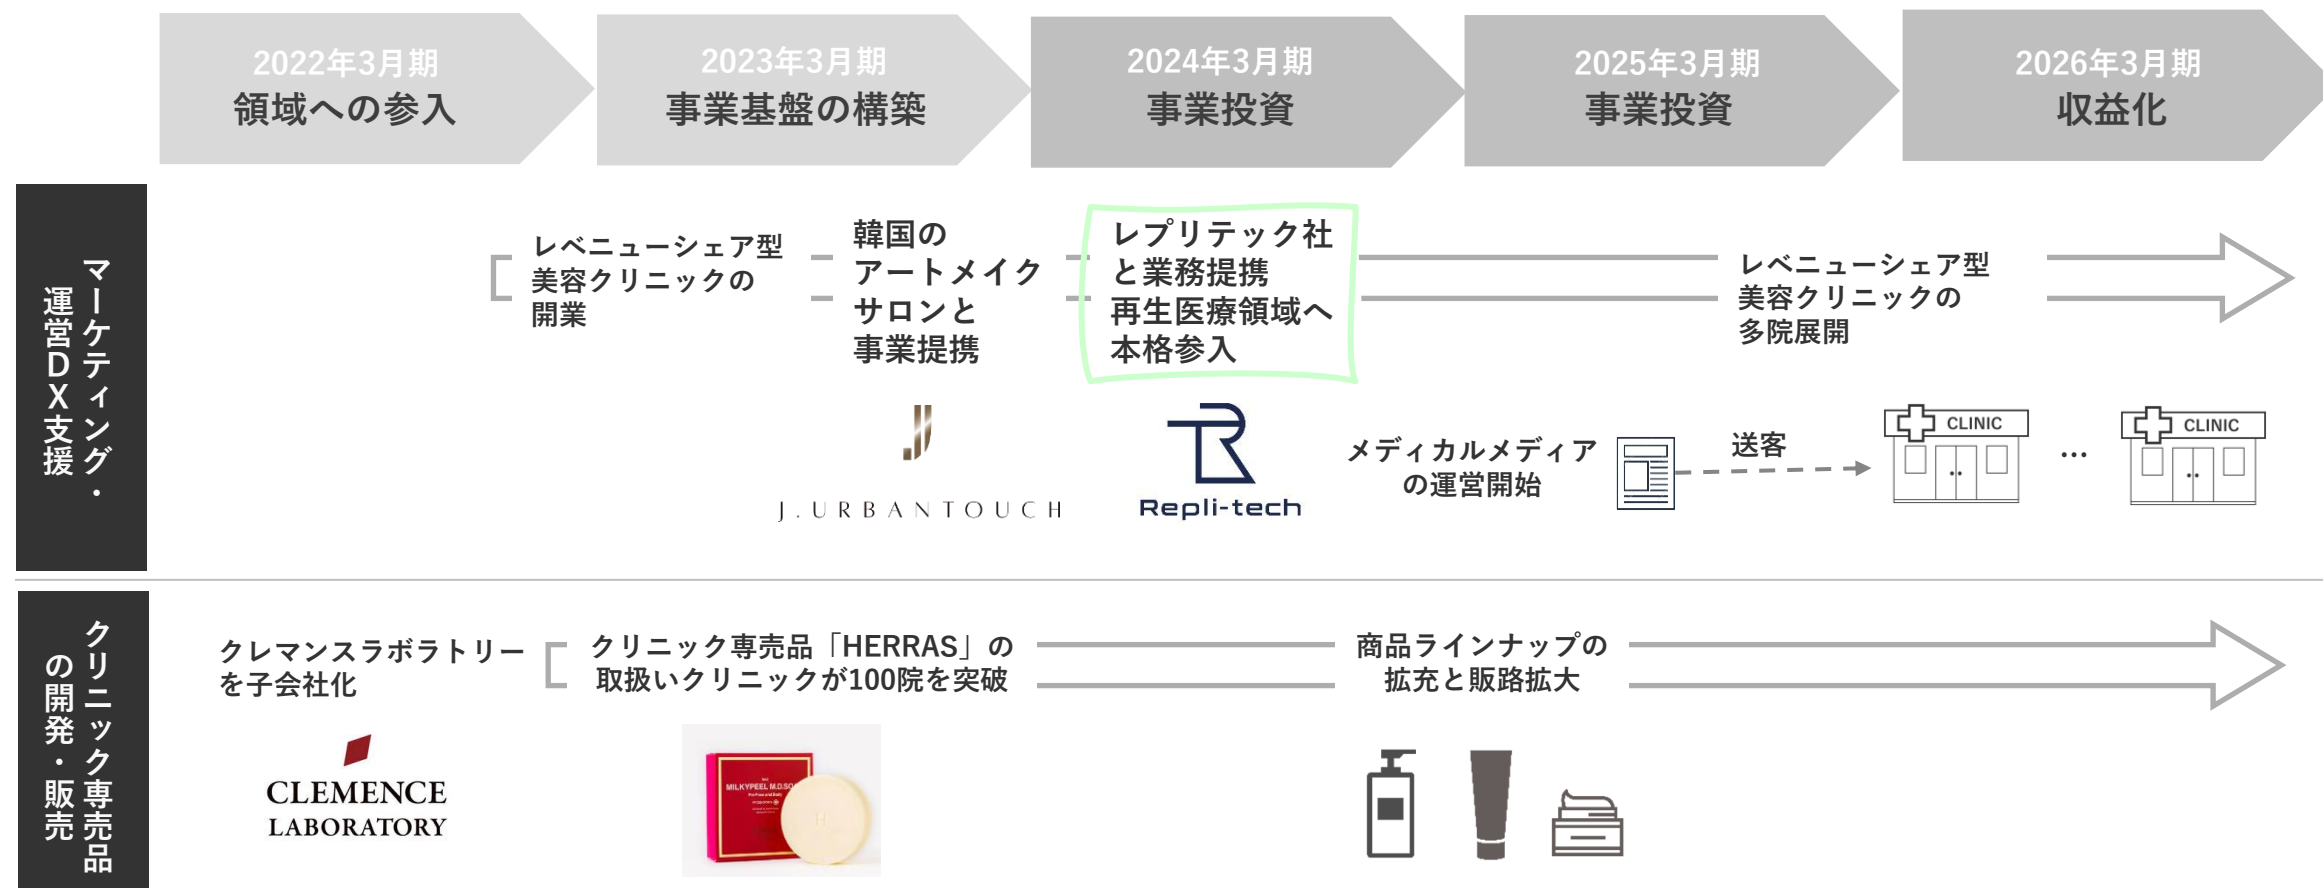 2022年3月期
領域への参入
2023年3月期
事業基盤の構築
2024年3月期
事業投資
2025年3月期
事業投資
2026年3月期
収益化
マーケティング・
運営DX支援
レベニューシェア型
美容クリニックの
開業
韓国の
アートメイク
サロンと
事業提携
レプリテック社
と業務提携
再生医療領域へ
本格参入
レベニューシェア型
美容クリニックの
多院展開
J.URBANTOUCH
Repli-tech
メディカルメディア
の運営開始
送客
CLINIC
…
CLINIC
クリニック専売品
の開発・販売
クレマンスラボラトリー
を子会社化
クリニック専売品「HERRAS」の
取扱いクリニックが100院を突破
商品ラインナップの
拡充と販路拡大
CLEMENCE
LABORATORY
MILKYPEEL M.D.SO